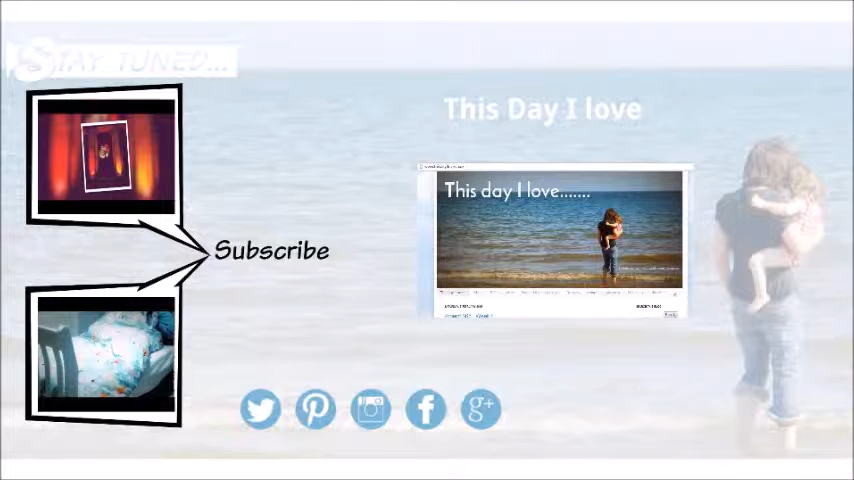 STAY TUNED...
This Day I love
This day I love.......
Subscribe
g+